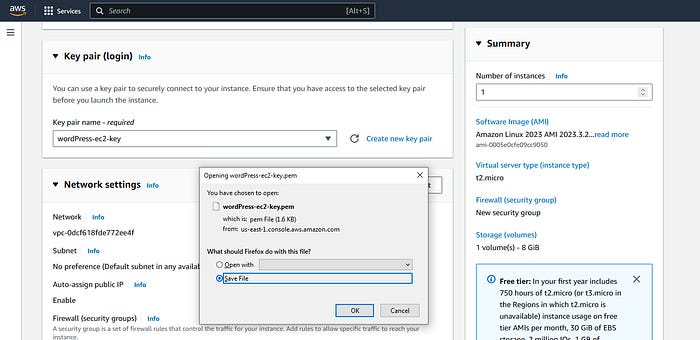 aws
Services
Search
[Alt+S]
Key pair (login) Info
You can use a key pair to securely connect to your instance. Ensure that you have access to the selected key pair
before you launch the instance.
Key pair name - required
wordPress-ec2-key
Create new key pair
Network settings Info
Network Info
vpc-0dcf618fde772ee4f
Subnet Info
No preference (Default subnet in any availab
Auto-assign public IP Info
Enable
Firewall (security groups) Info
A security group is a set of firewall rules that control the traffic for your instance. Add rules to allow specific traffic to reach your
instance.
Opening wordPress-ec2-key.pem
You have chosen to open:
wordPress-ec2-key.pem
which is: pem File (1.6 KB)
from: us-east-1.console.aws.amazon.com
What should Firefox do with this file?
Open with
Save File
OK
Cancel
Summary
Number of instances Info
1
Software Image (AMI)
Amazon Linux 2023 AMI 2023.3.2...read more
ami-0005e0cfe09cc9050
Virtual server type (instance type)
t2.micro
Firewall (security group)
New security group
Storage (volumes)
1 volume(s) - 8 GiB
Free tier: In your first year includes
750 hours of t2.micro (or t3.micro in
the Regions in which t2.micro is
unavailable) instance usage on free
tier AMIs per month, 30 GiB of EBS
storage, 2 million IOs, 1 GB of